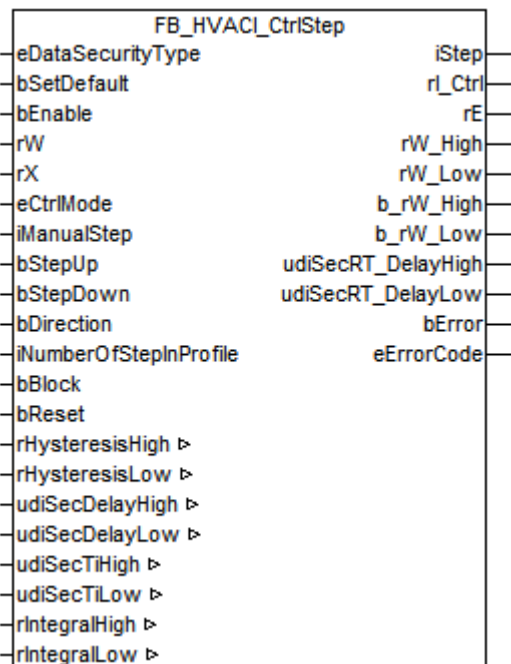 FB_HVACI_CtrlStep
eDataSecurityType iStep
bSetDefault rI_Ctrl
bEnable rE
rW rW_High
rX rW_Low
eCtrlMode b_rW_High
iManualStep b_rW_Low
bStepUp udiSecRT_DelayHigh
bStepDown udiSecRT_DelayLow
bDirection bError
iNumberOfStepInProfile eErrorCode
bBlock
bReset
rHysteresisHigh ▷
rHysteresisLow ▷
udiSecDelayHigh ▷
udiSecDelayLow ▷
udiSecTiHigh ▷
udiSecTiLow ▷
rIntegralHigh ▷
rIntegralLow ▷